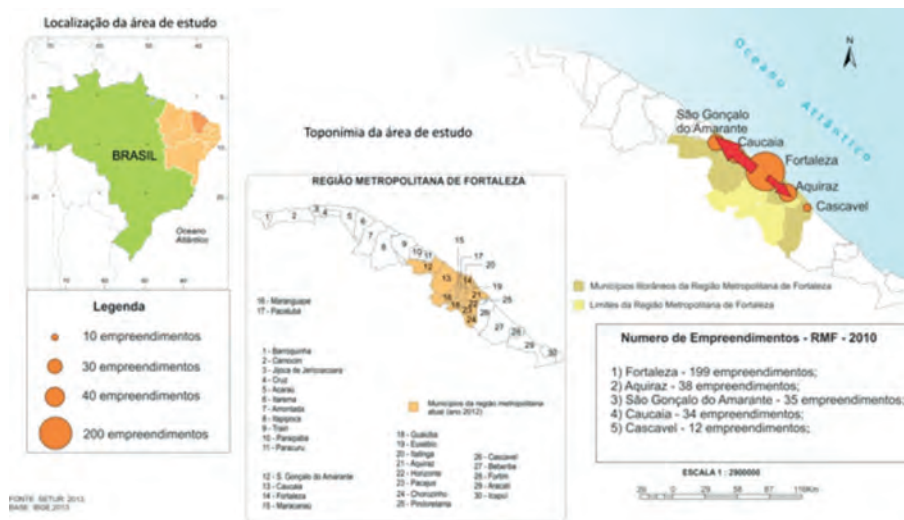 Localização da área de estudo
BRASIL
Oceano
Atlântico
Legenda
10 empreendimentos
30 empreendimentos
40 empreendimentos
200 empreendimentos
FONTE: SETUR, 2013
BASE: IBGE,2013
Toponímia da área de estudo
REGIÃO METROPOLITANA DE FORTALEZA
16 - Maranguape
17 - Pacatuba
1 - Barroquinha
2 - Camocim
3 - Jijoca de Jericoacoara
4 - Cruz
5 - Acaraú
6 - Itarema
7 - Amontada
8 - Itapipoca
9 - Trairi
10 - Paraipaba
11 - Paracuru
12 - S. Gonçalo do Amarante
13 - Caucaia
14 - Fortaleza
15 - Maracanaú
Municípios da região metropolitana
atual (ano 2012)
18 - Guaiúba
19 - Eusébio
20 - Itaitinga
21 - Aquiraz
22 - Horizonte
23 - Pacajus
24 - Chorozinho
25 - Pindoretama
26 - Cascavel
27 - Beberibe
28 - Fortim
29 - Aracati
30 - Icapuí
N
Oceano Atlântico
São Gonçalo
do Amarante
Caucaia
Fortaleza
Aquiraz
Cascavel
Municípios litorâneos da Região Metropolitana de Fortaleza
Limites da Região Metropolitana de Fortaleza
Numero de Empreendimentos - RMF - 2010
1) Fortaleza - 199 empreendimentos;
2) Aquiraz - 38 empreendimentos;
3) São Gonçalo do Amarante - 35 empreendimentos;
4) Caucaia - 34 empreendimentos;
5) Cascavel - 12 empreendimentos;
ESCALA 1 : 2900000